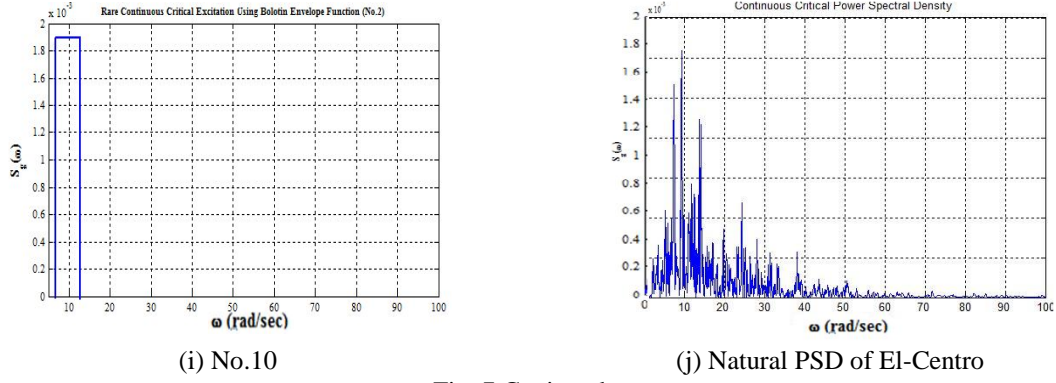 x 10⁻³
Rare Continuous Critical Excitation Using Bolotin Envelope Function (No.2)
2
1.8
1.6
1.4
1.2
1
0.8
0.6
0.4
0.2
0
S_g(ω)
10 20 30 40 50 60 70 80 90 100
ω (rad/sec)
(i) No.10
x 10⁻³
Continuous Critical Power Spectral Density
2
1.8
1.6
1.4
1.2
1
0.8
0.6
0.4
0.2
0
S_g(ω)
0 10 20 30 40 50 60 70 80 90 100
ω (rad/sec)
(j) Natural PSD of El-Centro